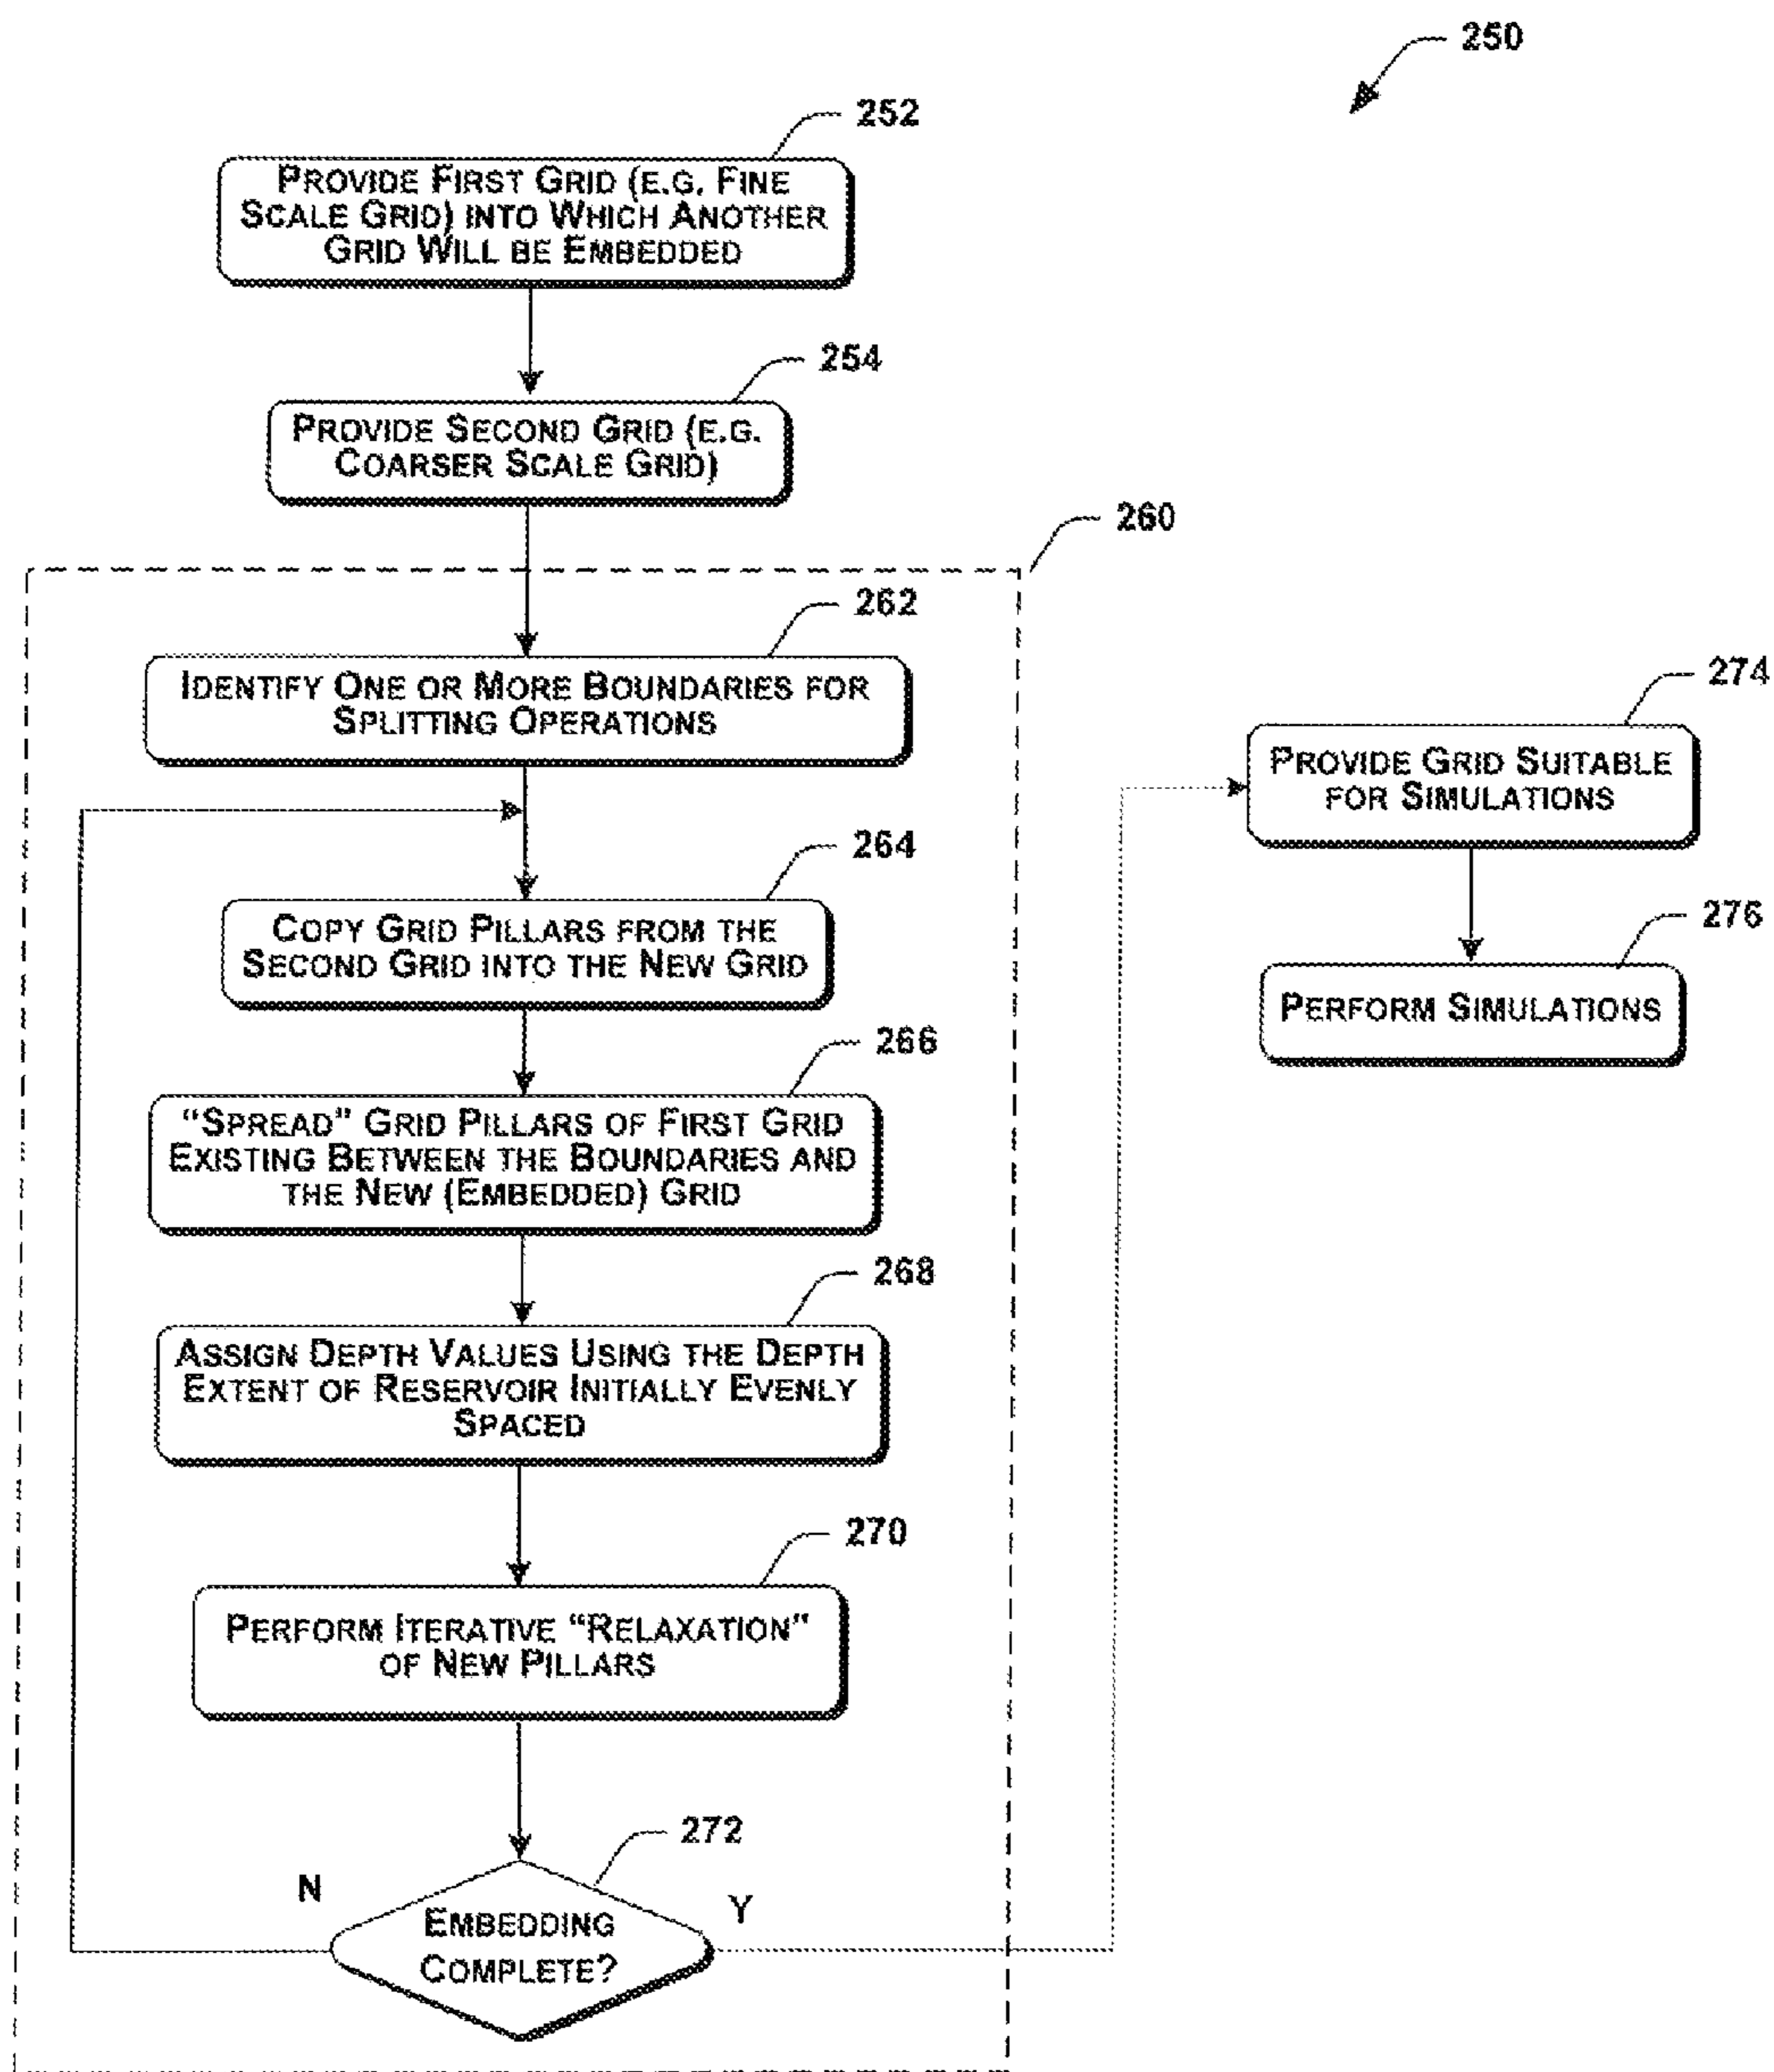 250
252
PROVIDE FIRST GRID (E.G. FINE
SCALE GRID) INTO WHICH ANOTHER
GRID WILL BE EMBEDDED
254
PROVIDE SECOND GRID (E.G.
COARSER SCALE GRID)
260
262
IDENTIFY ONE OR MORE BOUNDARIES FOR
SPLITTING OPERATIONS
264
COPY GRID PILLARS FROM THE
SECOND GRID INTO THE NEW GRID
266
“SPREAD” GRID PILLARS OF FIRST GRID
EXISTING BETWEEN THE BOUNDARIES AND
THE NEW (EMBEDDED) GRID
268
ASSIGN DEPTH VALUES USING THE DEPTH
EXTENT OF RESERVOIR INITIALLY EVENLY
SPACED
270
PERFORM ITERATIVE “RELAXATION”
OF NEW PILLARS
272
N
Y
EMBEDDING
COMPLETE?
274
PROVIDE GRID SUITABLE
FOR SIMULATIONS
276
PERFORM SIMULATIONS